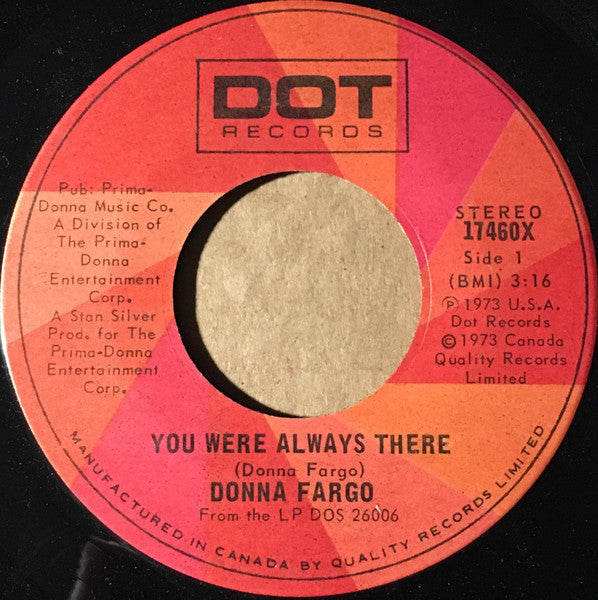 DOT
RECORDS
Pub: Prima-
Donna Music Co.
A Division of
The Prima-
Donna
Entertainment
Corp.
A Stan Silver
Prod. for The
Prima-Donna
Entertainment
Corp.
STEREO
17460X
Side 1
(BMI) 3:16
Ⓟ 1973 U.S.A.
Dot Records
© 1973 Canada
Quality Records
Limited
YOU WERE ALWAYS THERE
(Donna Fargo)
DONNA FARGO
From the LP DOS 26006
MANUFACTURED IN CANADA BY QUALITY RECORDS LIMITED